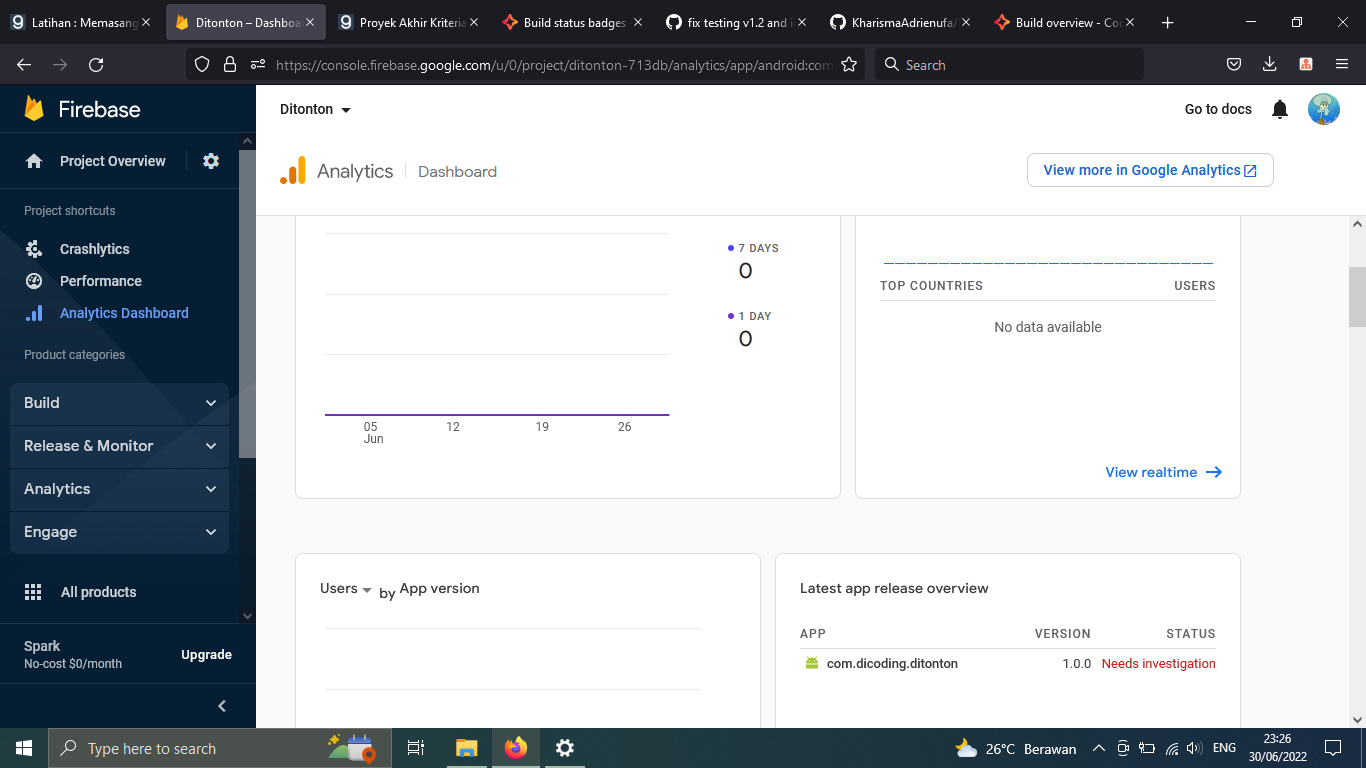 Latihan : Memasang
Ditonton – Dashboa
Proyek Akhir Kriteria
Build status badges
fix testing v1.2 and i
KharismaAdrienufa/
Build overview - Co
https://console.firebase.google.com/u/0/project/ditonton-713db/analytics/app/android:com
Search
Firebase
Ditonton
Go to docs
Project Overview
Analytics
Dashboard
View more in Google Analytics
Project shortcuts
Crashlytics
Performance
Analytics Dashboard
Product categories
Build
Release & Monitor
Analytics
Engage
All products
Spark
No-cost $0/month
Upgrade
7 DAYS
0
1 DAY
0
05 12 19 26
Jun
TOP COUNTRIES USERS
No data available
View realtime
Users by App version
Latest app release overview
APP VERSION STATUS
com.dicoding.ditonton 1.0.0 Needs investigation
Type here to search
26°C Berawan
ENG
23:26
30/06/2022